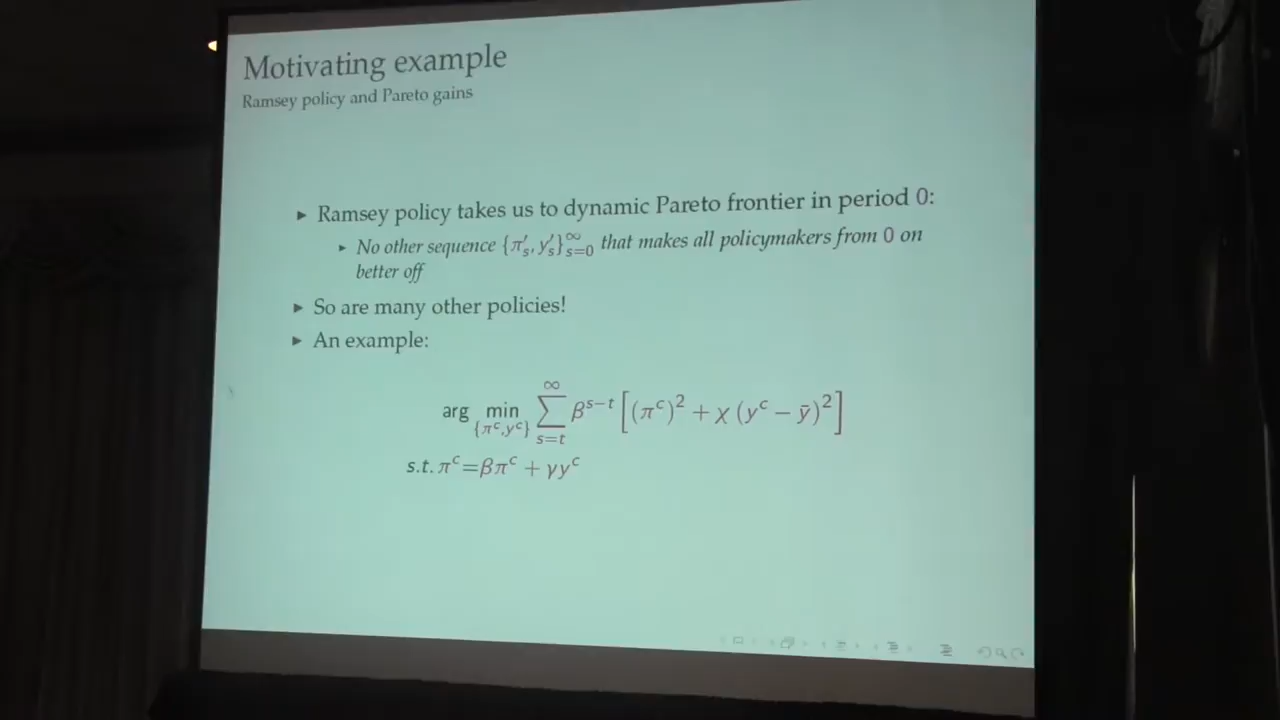 Motivating example
Ramsey policy and Pareto gains
▸ Ramsey policy takes us to dynamic Pareto frontier in period 0:
▸ No other sequence {π′ₛ, y′ₛ}∞ₛ₌₀ that makes all policymakers from 0 on
better off
▸ So are many other policies!
▸ An example:
arg min_{πᶜ,yᶜ} ∑_{s=t}^{∞} β^{s−t} [(πᶜ)² + χ (yᶜ − ȳ)²]
s.t. πᶜ=βπᶜ + γyᶜ